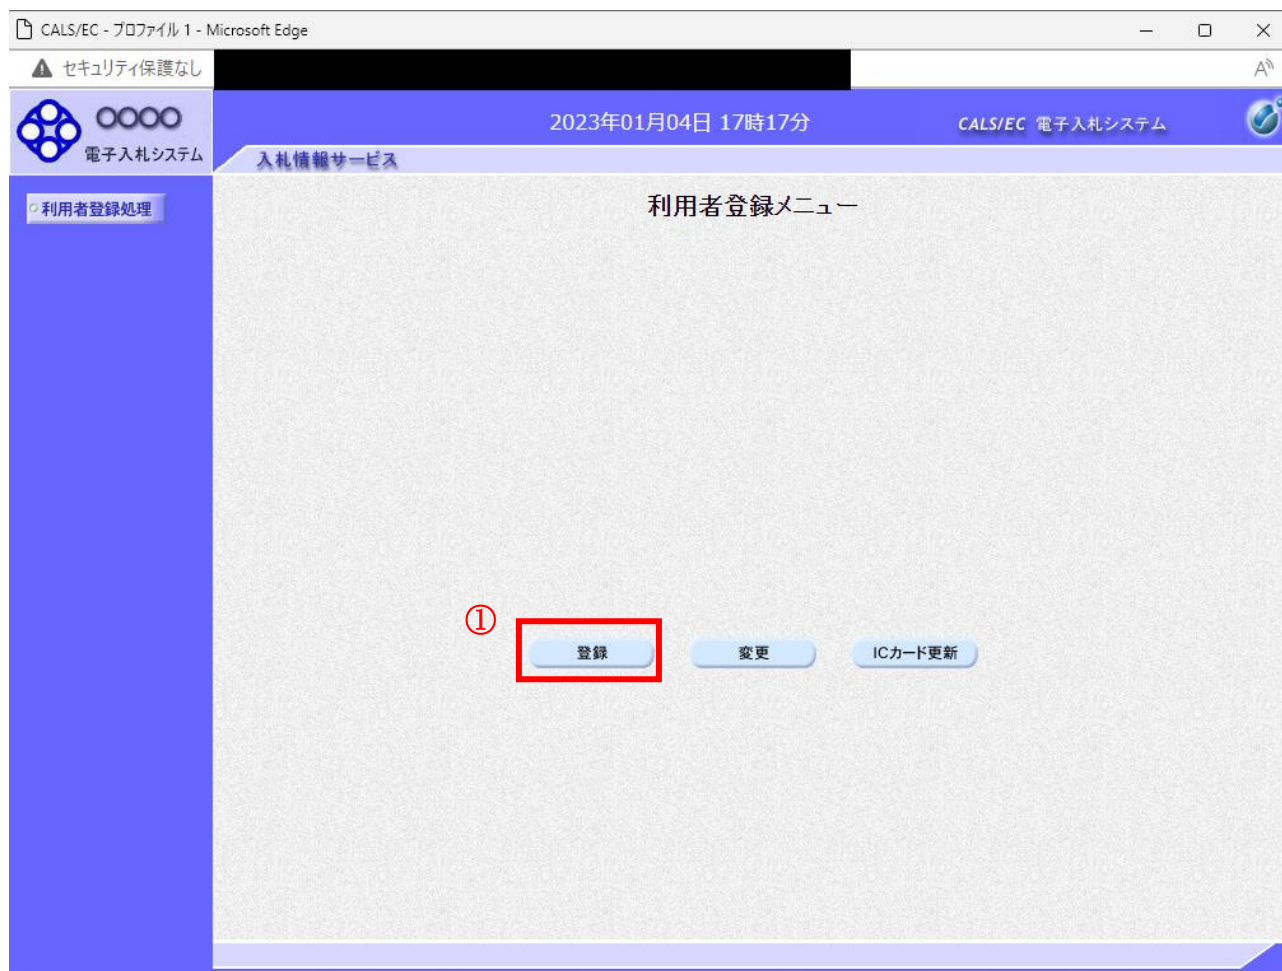 CALS/EC - プロファイル 1 - Microsoft Edge
セキュリティ保護なし
〇〇〇〇
電子入札システム
2023年01月04日 17時17分
CALS/EC 電子入札システム
入札情報サービス
利用者登録処理
利用者登録メニュー
①
登録 変更 ICカード更新